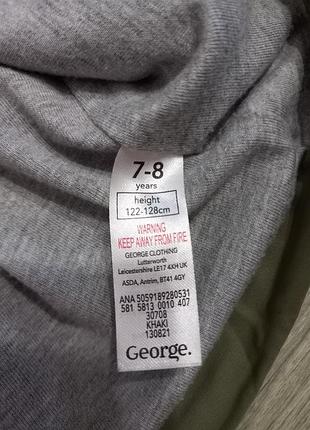 7-8
years
height
122-128cm
WARNING
KEEP AWAY FROM FIRE
GEORGE CLOTHING
Lutterworth
Leicestershire LE17 4XH UK
ASDA, Antrim, BT41 4GY
ANA 5059189280531
581 5813 0010 407
30708
KHAKI
130821
George.